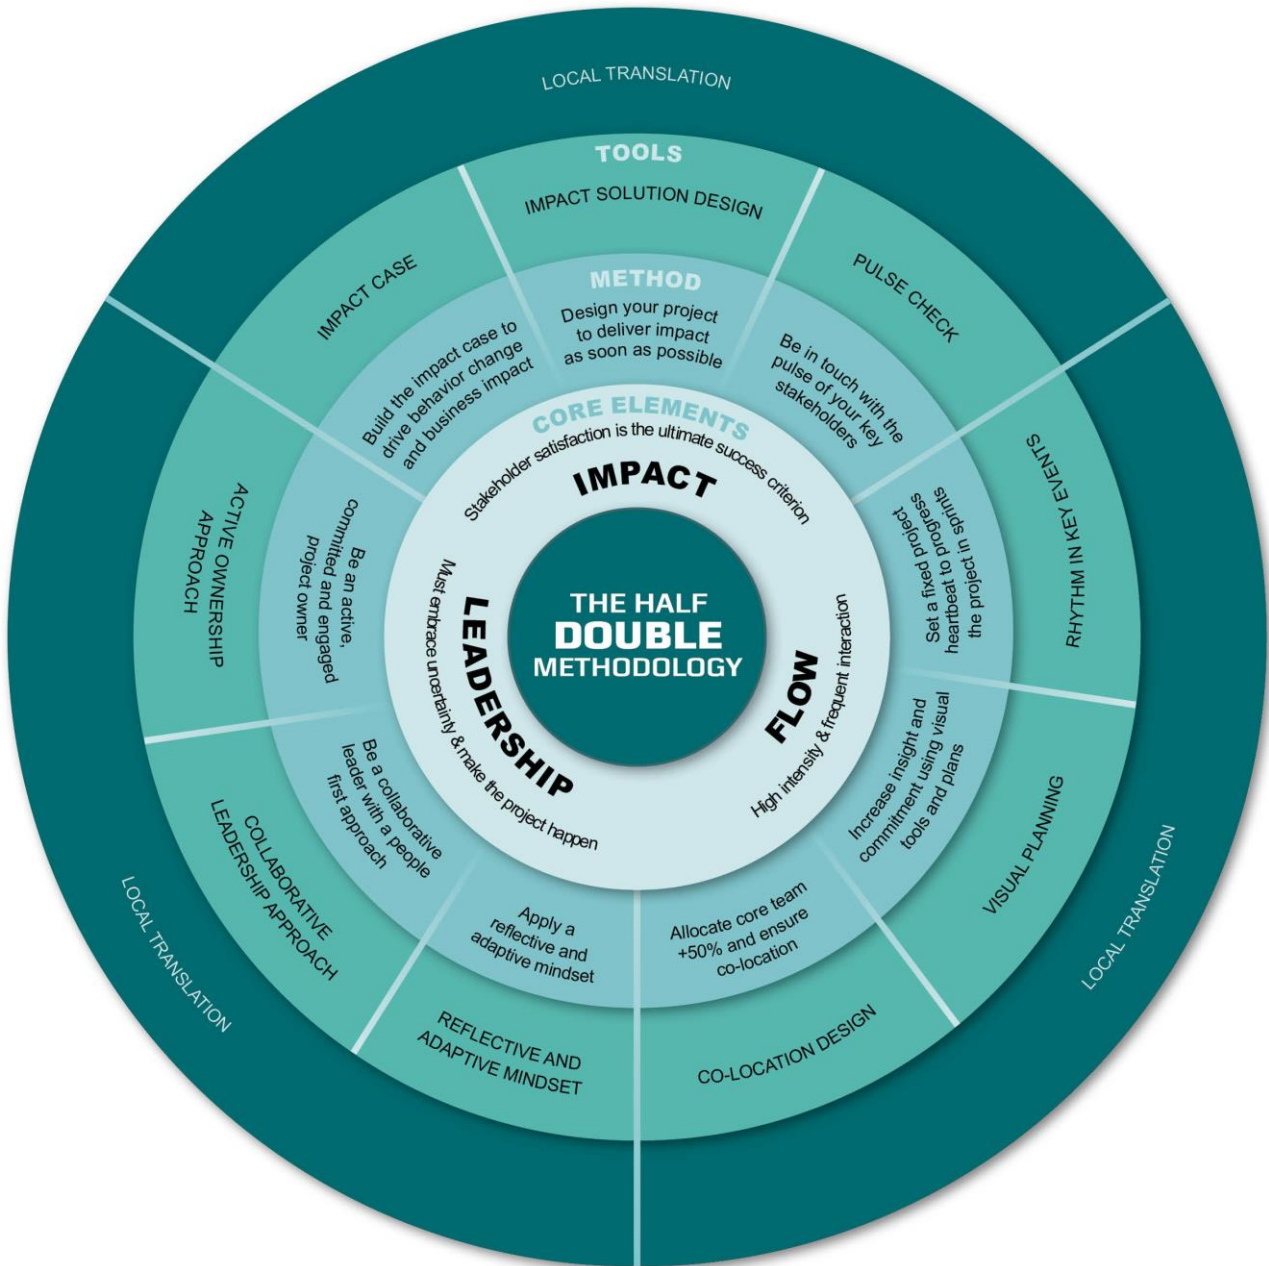 LOCAL TRANSLATION
TOOLS
IMPACT SOLUTION DESIGN
METHOD
Design your project
to deliver impact
as soon as possible
PULSE CHECK
Be in touch with the
pulse of your key
stakeholders
RHYTHM IN KEY EVENTS
Set a fixed project
heartbeat to progress
the project in sprints
VISUAL PLANNING
Increase insight and
commitment using visual
tools and plans
LOCAL TRANSLATION
CO-LOCATION DESIGN
Allocate core team
+50% and ensure
co-location
REFLECTIVE AND
ADAPTIVE MINDSET
Apply a
reflective and
adaptive mindset
COLLABORATIVE
LEADERSHIP APPROACH
Be a collaborative
leader with a people
first approach
LOCAL TRANSLATION
ACTIVE OWNERSHIP
APPROACH
Be an active,
committed and engaged
project owner
IMPACT CASE
Build the impact case to
drive behavior change
and business impact
CORE ELEMENTS
Stakeholder satisfaction is the ultimate success criterion
IMPACT
FLOW
High intensity & frequent interaction
LEADERSHIP
Must embrace uncertainty & make the project happen
THE HALF
DOUBLE
METHODOLOGY